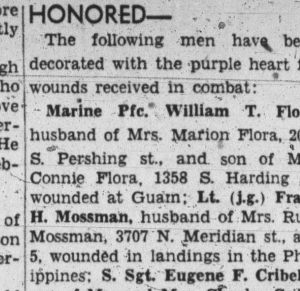 HONORED—
The following men have be
decorated with the purple heart f
wounds received in combat:
Marine Pfc. William T. Flo
husband of Mrs. Marion Flora, 20
S. Pershing st., and son of M
Connie Flora, 1358 S. Harding
wounded at Guam; Lt. (j.g.) Fra
H. Mossman, husband of Mrs. Ru
Mossman, 3707 N. Meridian st., a
5, wounded in landings in the Ph
ippines; S. Sgt. Eugene F. Cribel